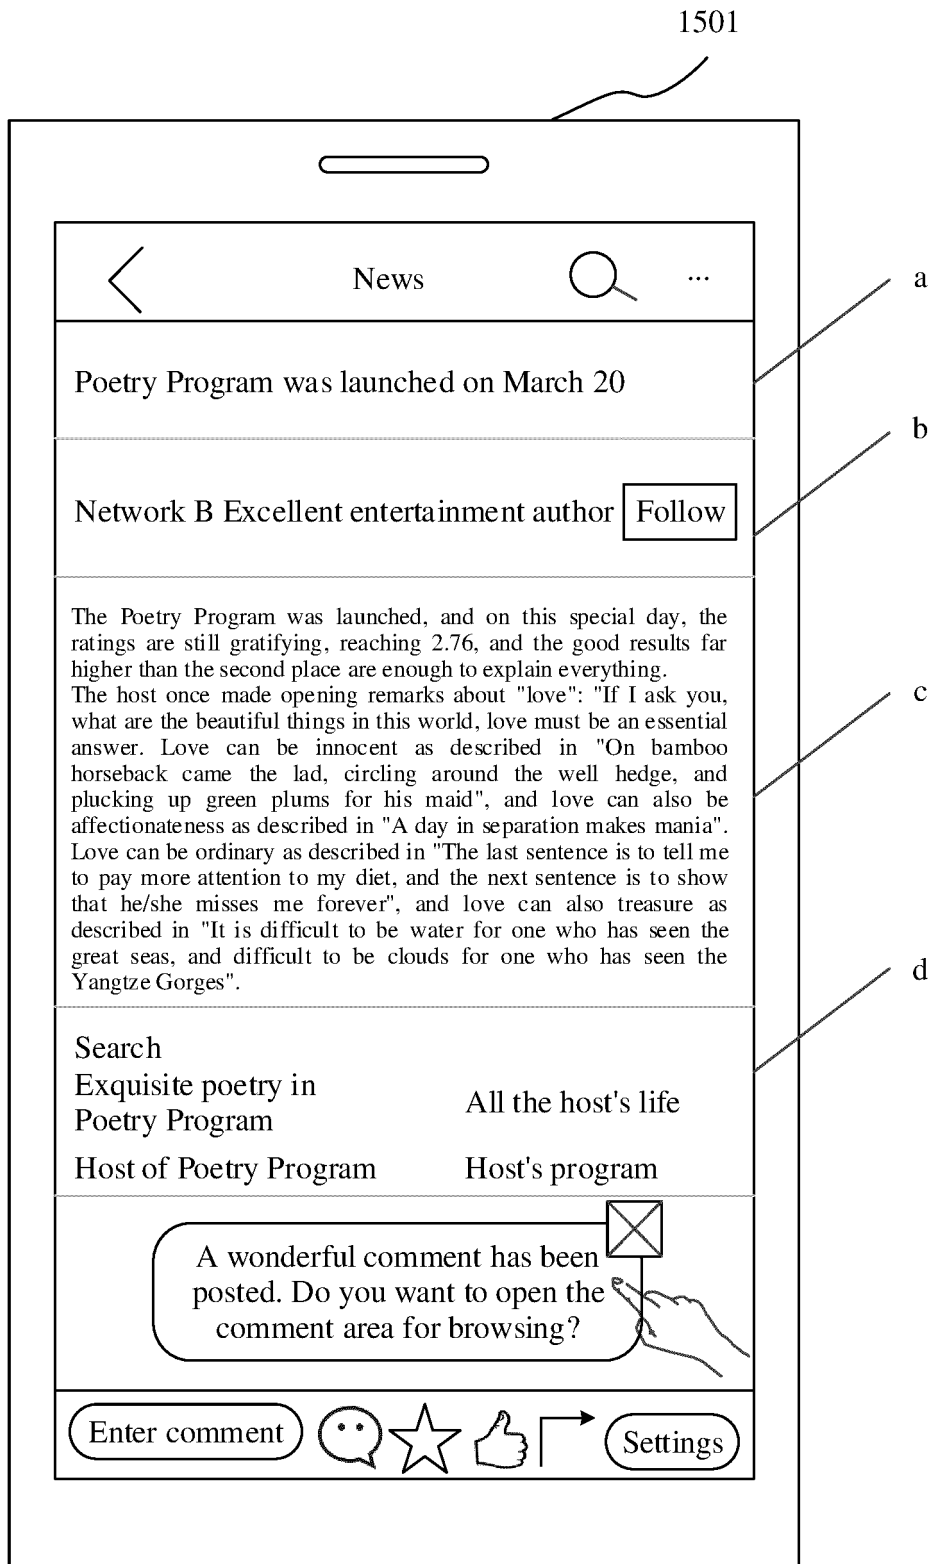 1501
News
...
a
Poetry Program was launched on March 20
b
Network B Excellent entertainment author Follow
The Poetry Program was launched, and on this special day, the
ratings are still gratifying, reaching 2.76, and the good results far
higher than the second place are enough to explain everything.
The host once made opening remarks about "love": "If I ask you,
c
what are the beautiful things in this world, love must be an essential
answer. Love can be innocent as described in "On bamboo
horseback came the lad, circling around the well hedge, and
plucking up green plums for his maid", and love can also be
affectionateness as described in "A day in separation makes mania".
Love can be ordinary as described in "The last sentence is to tell me
to pay more attention to my diet, and the next sentence is to show
that he/she misses me forever", and love can also treasure as
described in "It is difficult to be water for one who has seen the
great seas, and difficult to be clouds for one who has seen the
Yangtze Gorges".
d
Search
Exquisite poetry in
Poetry Program
All the host's life
Host of Poetry Program
Host's program
A wonderful comment has been
posted. Do you want to open the
comment area for browsing?
Enter comment
Settings